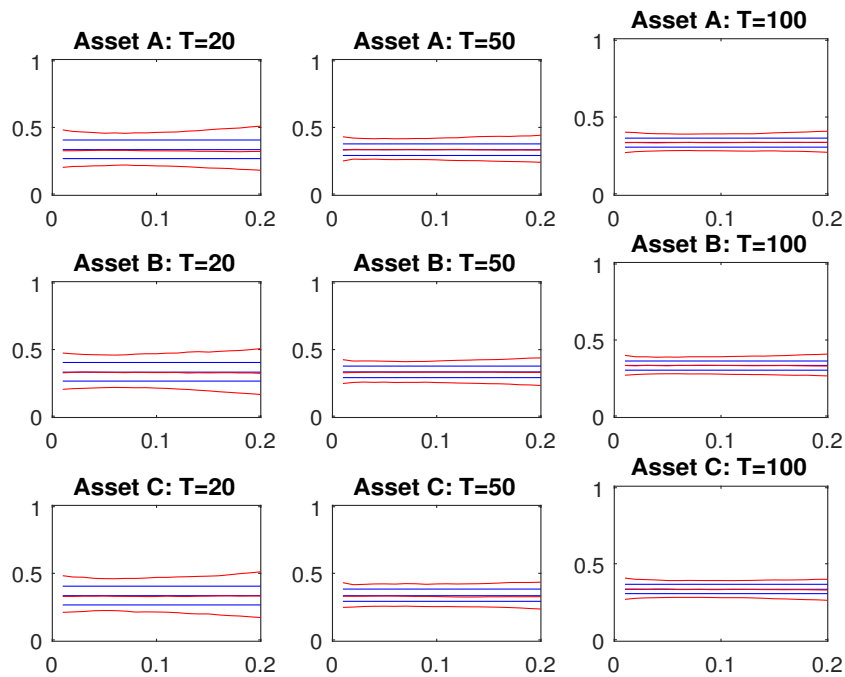 Asset A: T=20
1
0.5
0
0 0.1 0.2
Asset A: T=50
1
0.5
0
0 0.1 0.2
Asset A: T=100
1
0.5
0
0 0.1 0.2
Asset B: T=20
1
0.5
0
0 0.1 0.2
Asset B: T=50
1
0.5
0
0 0.1 0.2
Asset B: T=100
1
0.5
0
0 0.1 0.2
Asset C: T=20
1
0.5
0
0 0.1 0.2
Asset C: T=50
1
0.5
0
0 0.1 0.2
Asset C: T=100
1
0.5
0
0 0.1 0.2